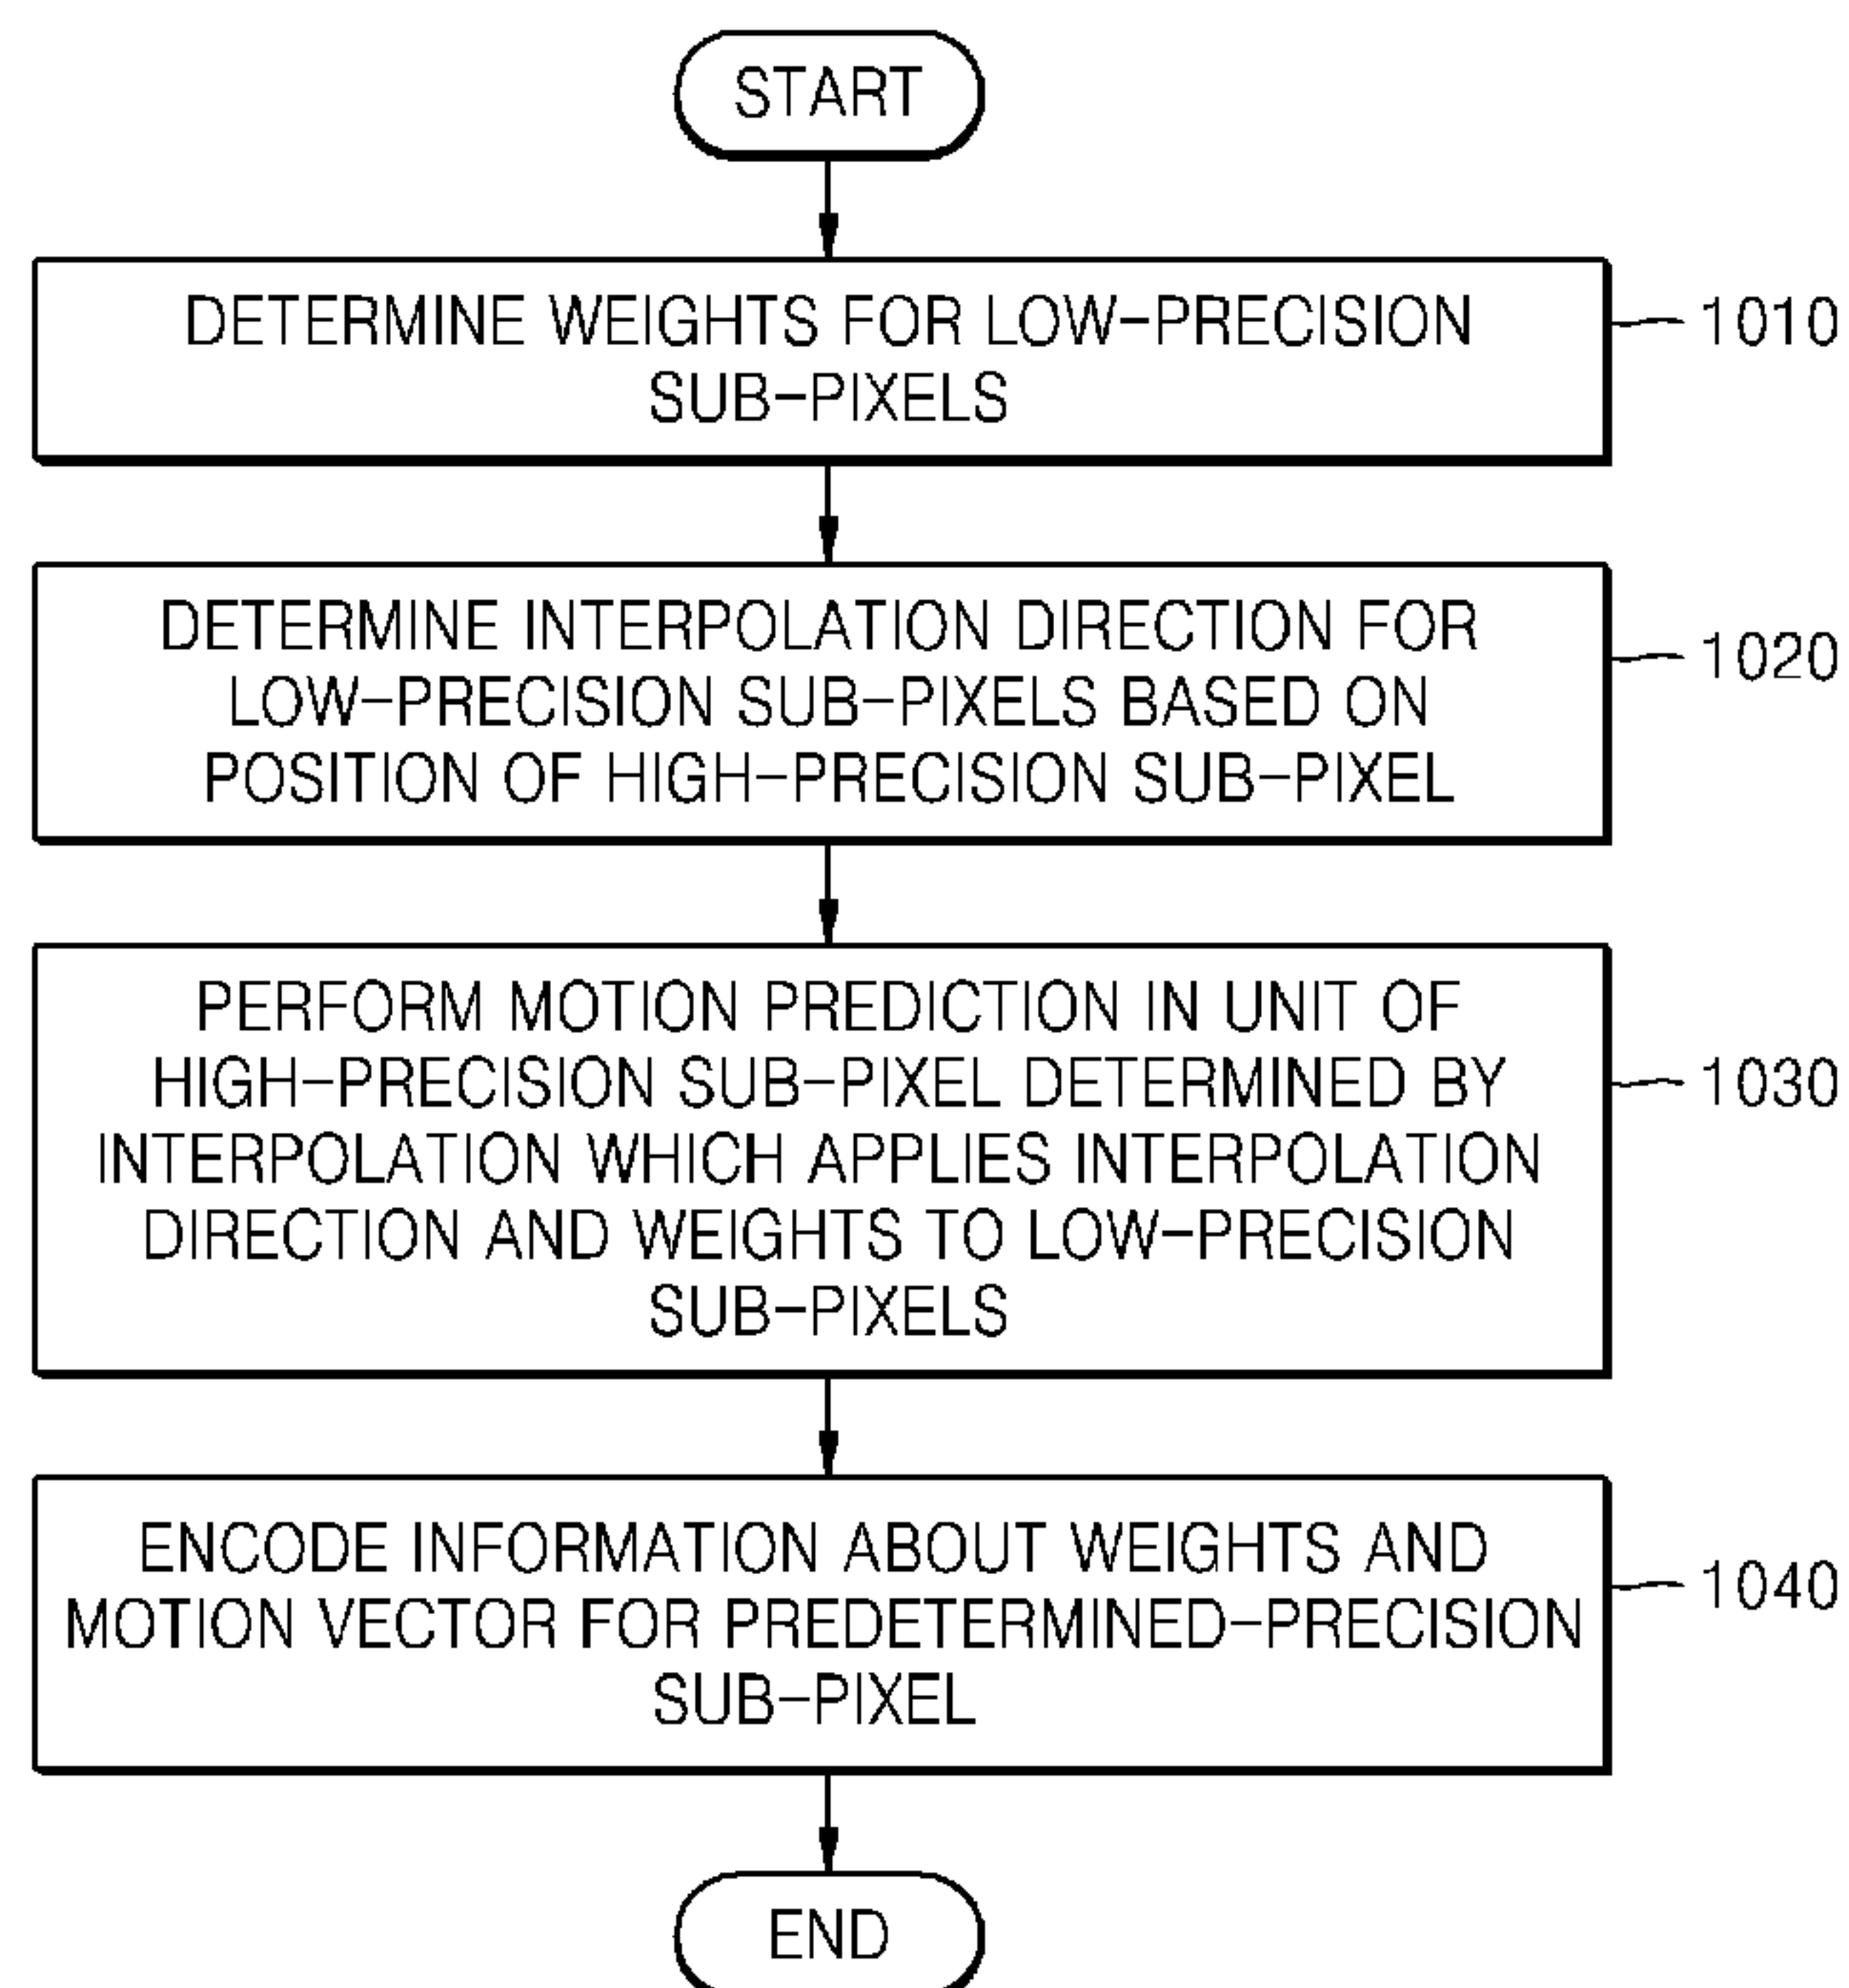 START
DETERMINE WEIGHTS FOR LOW-PRECISION
SUB-PIXELS
1010
DETERMINE INTERPOLATION DIRECTION FOR
LOW-PRECISION SUB-PIXELS BASED ON
POSITION OF HIGH-PRECISION SUB-PIXEL
1020
PERFORM MOTION PREDICTION IN UNIT OF
HIGH-PRECISION SUB-PIXEL DETERMINED BY
INTERPOLATION WHICH APPLIES INTERPOLATION
DIRECTION AND WEIGHTS TO LOW-PRECISION
SUB-PIXELS
1030
ENCODE INFORMATION ABOUT WEIGHTS AND
MOTION VECTOR FOR PREDETERMINED-PRECISION
SUB-PIXEL
1040
END